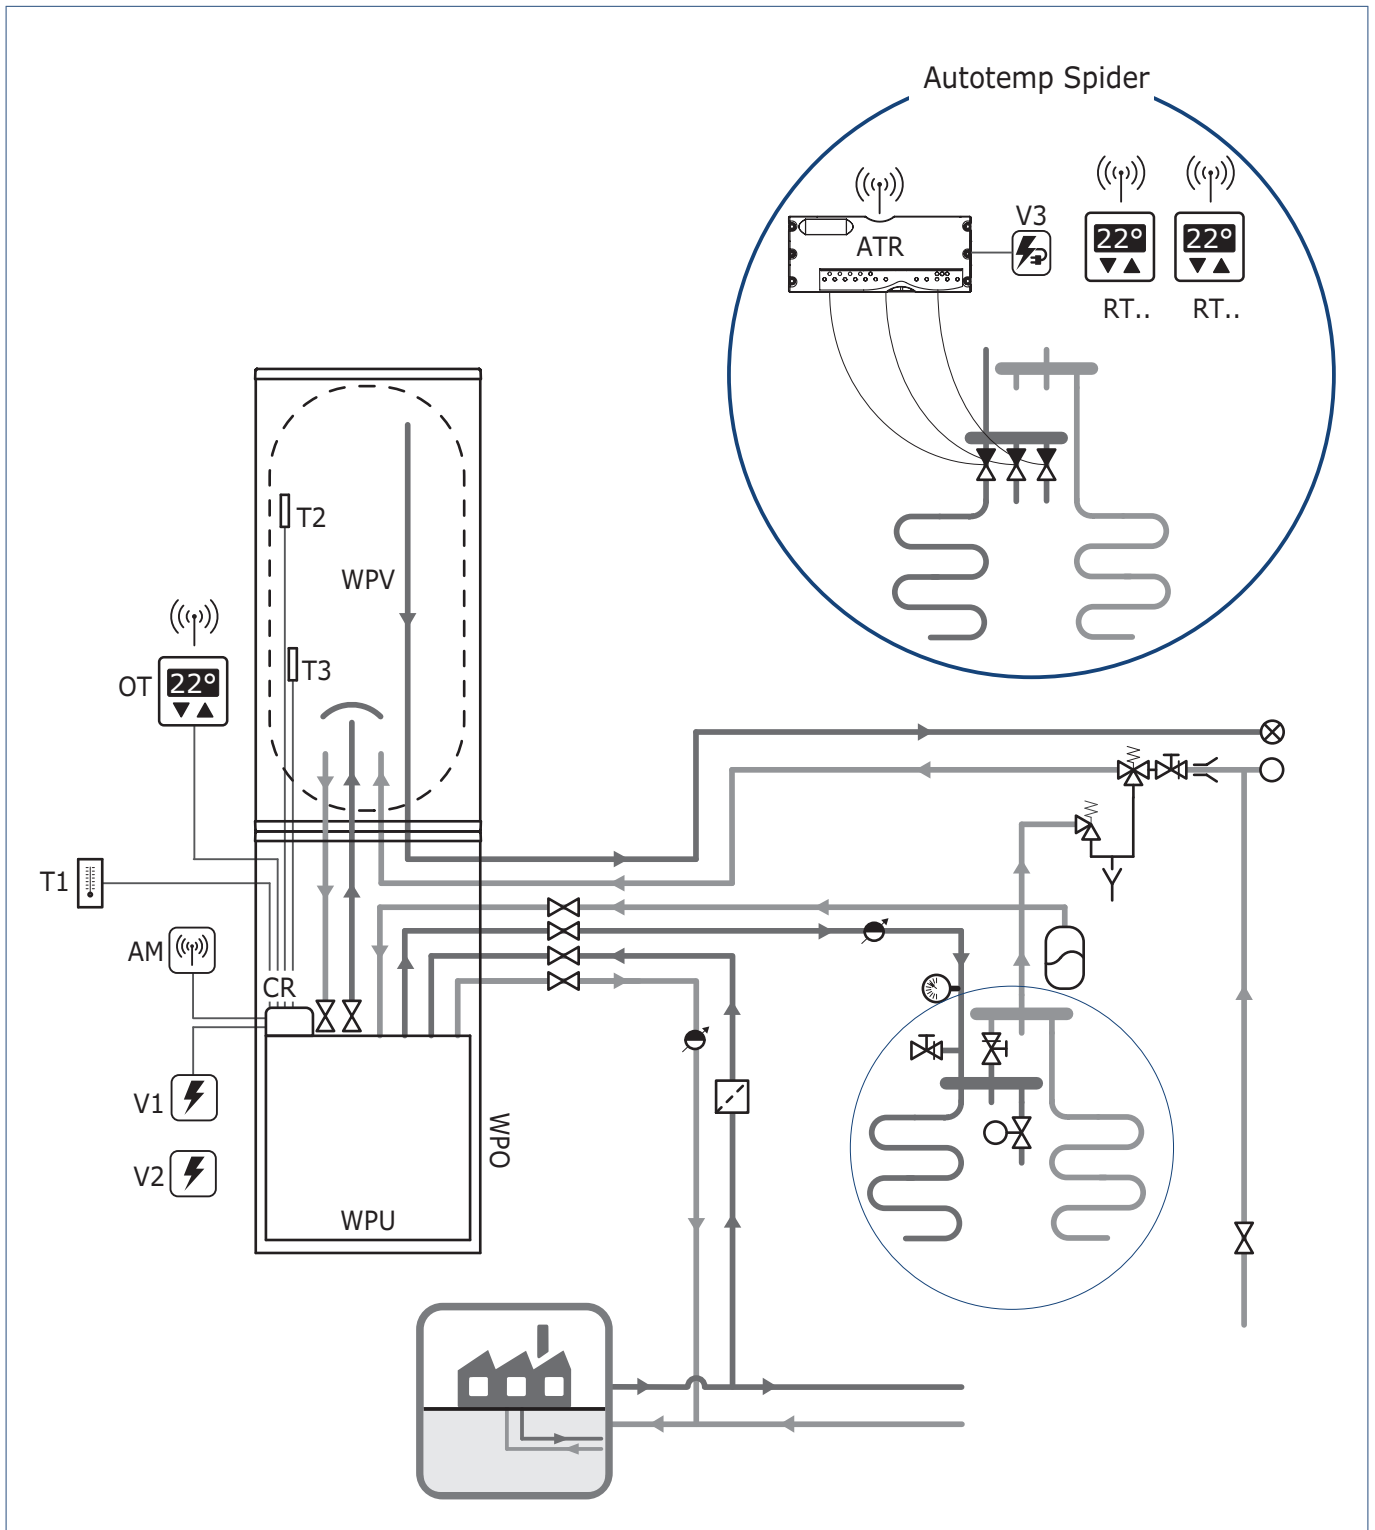 Autotemp Spider
V3
ATR
22°
22°
RT..
RT..
T2
WPV
T3
OT
22°
T1
AM
CR
V1
WPO
V2
WPU